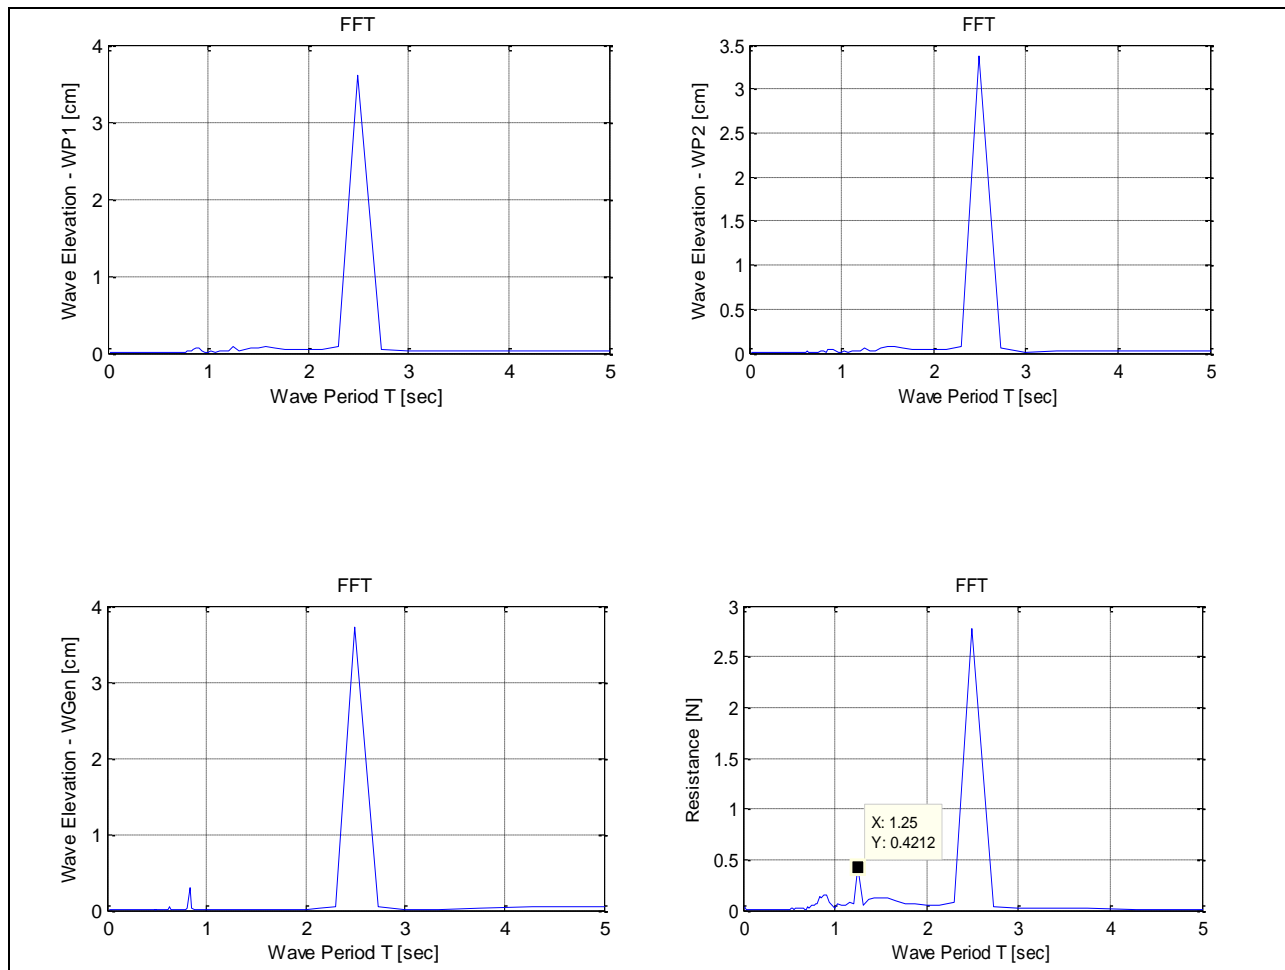 FFT
4
3
2
1
0
0 1 2 3 4 5
Wave Elevation - WP1 [cm]
Wave Period T [sec]
FFT
3.5
3
2.5
2
1.5
1
0.5
0
0 1 2 3 4 5
Wave Elevation - WP2 [cm]
Wave Period T [sec]
FFT
4
3
2
1
0
0 1 2 3 4 5
Wave Elevation - WGen [cm]
Wave Period T [sec]
FFT
3
2.5
2
1.5
1
0.5
0
0 1 2 3 4 5
Resistance [N]
Wave Period T [sec]
X: 1.25
Y: 0.4212